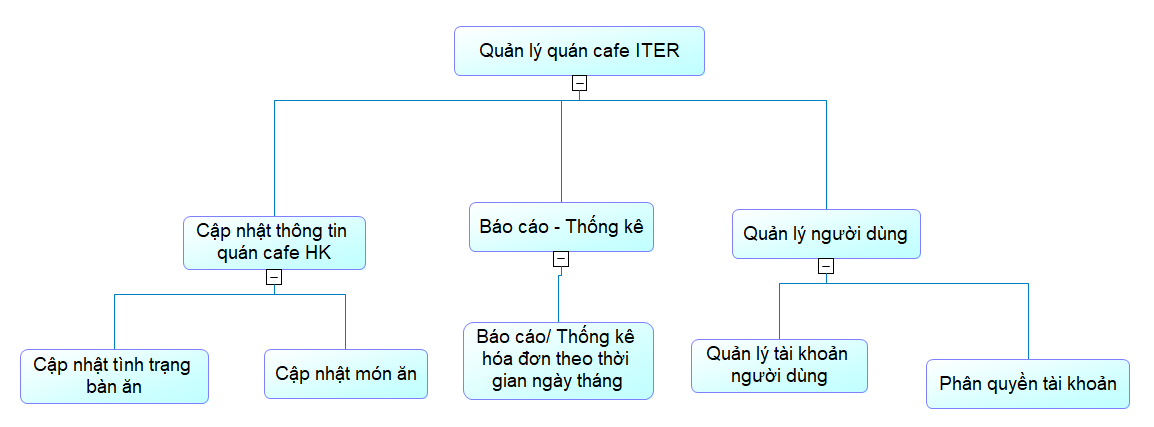 Quản lý quán cafe ITER
Cập nhật thông tin
quán cafe HK
Báo cáo - Thống kê
Quản lý người dùng
Cập nhật tình trạng
bàn ăn
Cập nhật món ăn
Báo cáo/ Thống kê
hóa đơn theo thời
gian ngày tháng
Quản lý tài khoản
người dùng
Phân quyền tài khoản